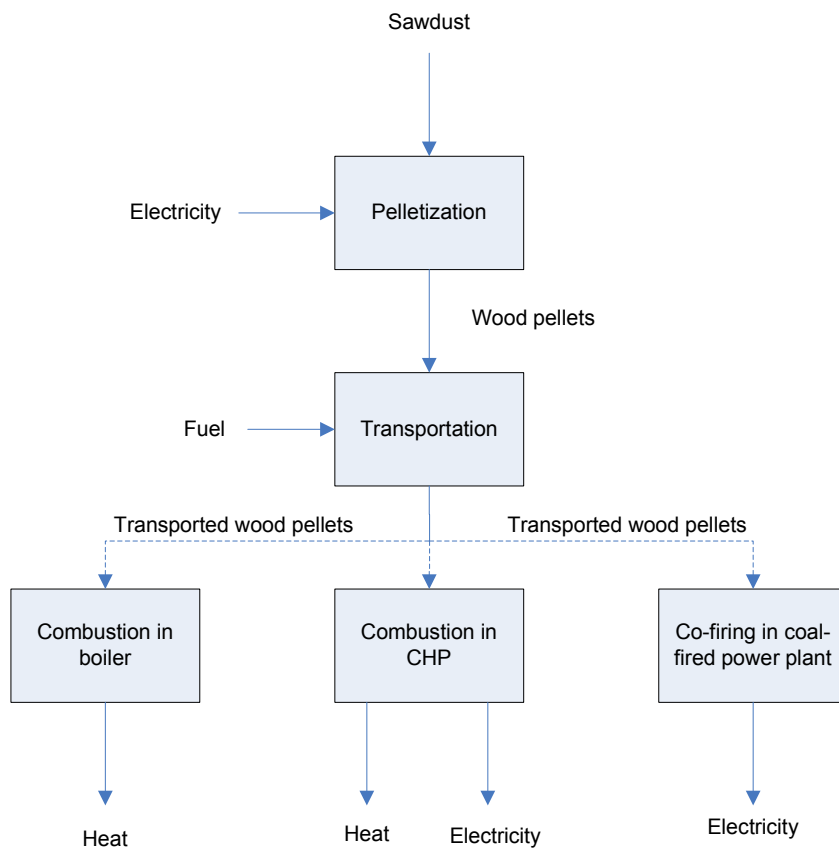 Sawdust
Electricity
Pelletization
Wood pellets
Fuel
Transportation
Transported wood pellets
Transported wood pellets
Combustion in
boiler
Combustion in
CHP
Co-firing in coal-
fired power plant
Heat
Heat
Electricity
Electricity